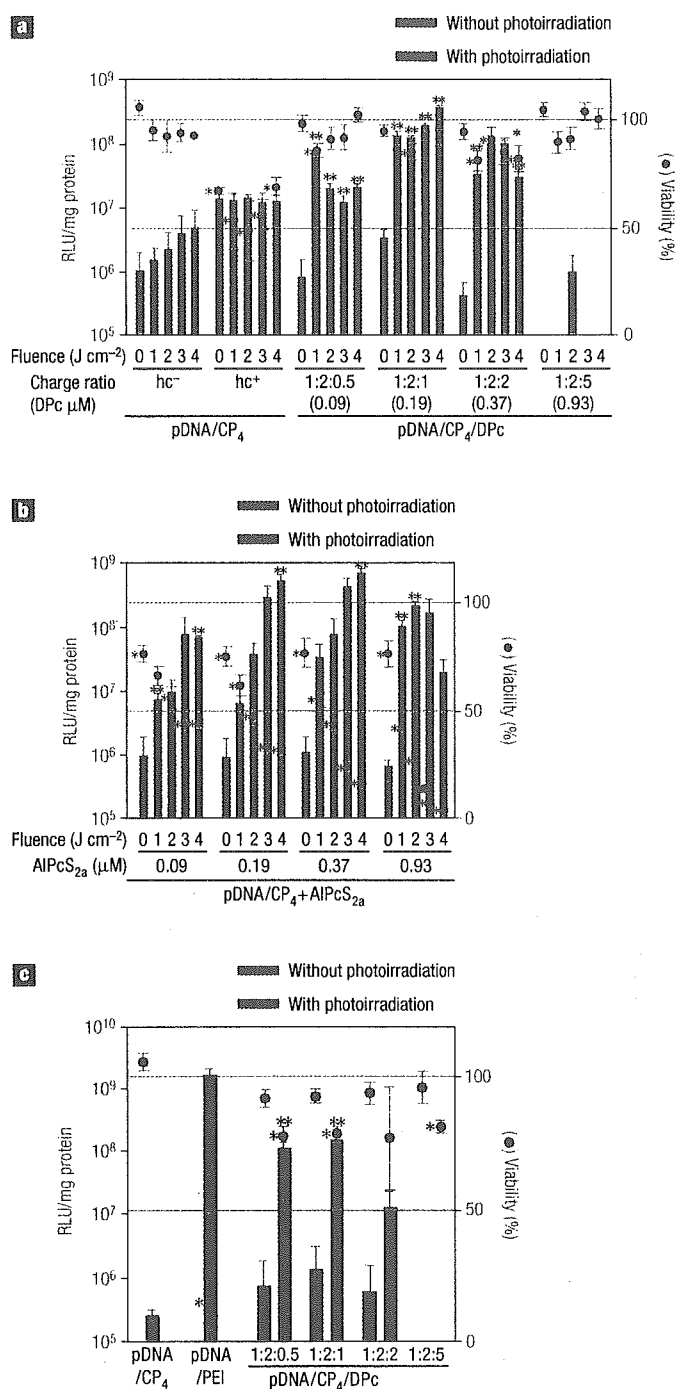 a
Without photoirradiation
With photoirradiation
10⁹
10⁸
10⁷
10⁶
10⁵
RLU/mg protein
100
50
0
(●) Viability (%)
Fluence (J cm⁻²) 0 1 2 3 4 0 1 2 3 4 0 1 2 3 4 0 1 2 3 4 0 1 2 3 4 0 1 2 3 4
Charge ratio hc⁻ hc⁺ 1:2:0.5 1:2:1 1:2:2 1:2:5
(DPc μM) (0.09) (0.19) (0.37) (0.93)
pDNA/CP₄ pDNA/CP₄/DPc
b
Without photoirradiation
With photoirradiation
10⁹
10⁸
10⁷
10⁶
10⁵
RLU/mg protein
100
50
0
(●) Viability (%)
Fluence (J cm⁻²) 0 1 2 3 4 0 1 2 3 4 0 1 2 3 4 0 1 2 3 4
AlPcS₂ₐ (μM) 0.09 0.19 0.37 0.93
pDNA/CP₄+AlPcS₂ₐ
c
Without photoirradiation
With photoirradiation
10¹⁰
10⁹
10⁸
10⁷
10⁶
10⁵
RLU/mg protein
100
50
0
(●) Viability (%)
pDNA pDNA 1:2:0.5 1:2:1 1:2:2 1:2:5
/CP₄ /PEI pDNA/CP₄/DPc